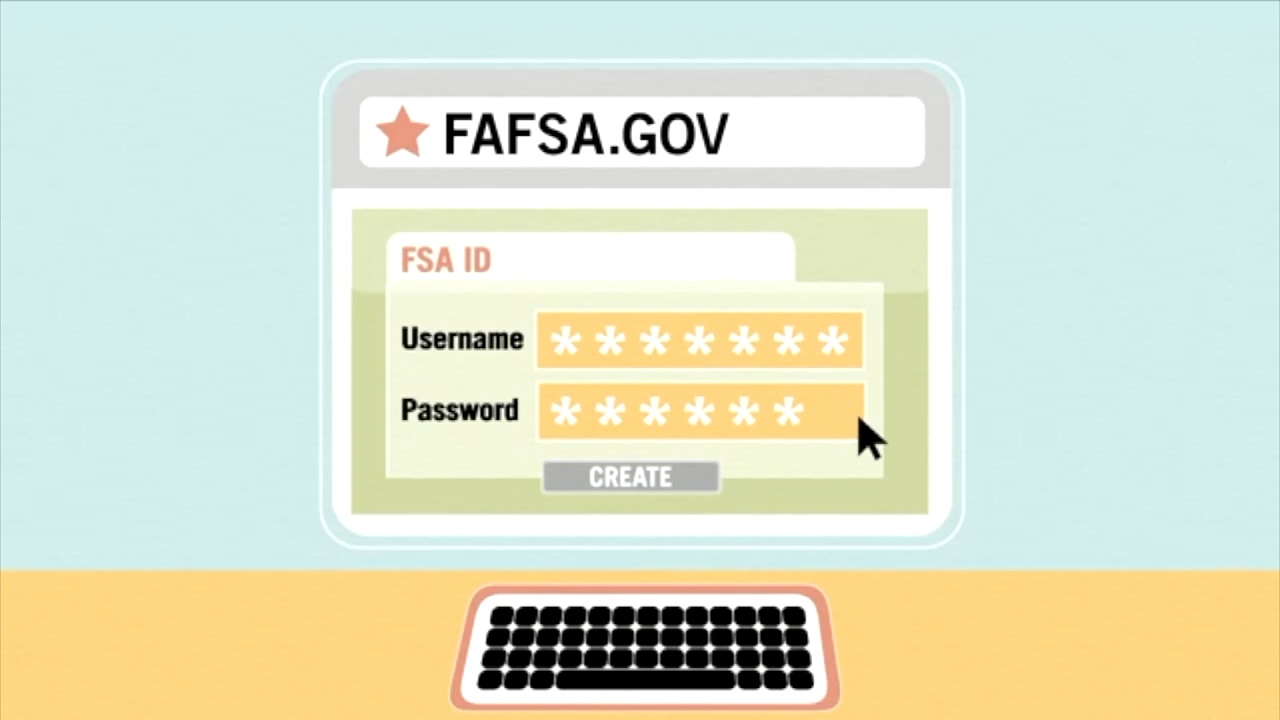 FAFSA.GOV
FSA ID
Username *******
Password ******
CREATE